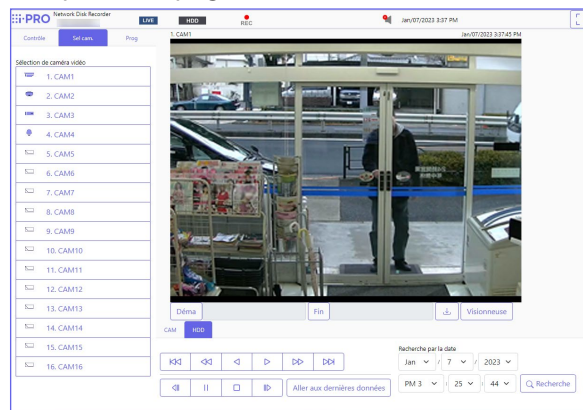 i-PRO Network Disk Recorder
LIVE HDD REC Jan/07/2023 3:37 PM
Contrôle Sel cam. Prog
1. CAM1 Jan/07/2023 3:37:45 PM
Sélection de caméra vidéo
1. CAM1
2. CAM2
3. CAM3
4. CAM4
5. CAM5
6. CAM6
7. CAM7
8. CAM8
9. CAM9
10. CAM10
11. CAM11
12. CAM12
13. CAM13
14. CAM14
15. CAM15
16. CAM16
Déma Fin Visionneuse
CAM HDD
Recherche par la date
Jan / 7 / 2023
Aller aux dernières données
PM 3 : 25 : 44 Recherche